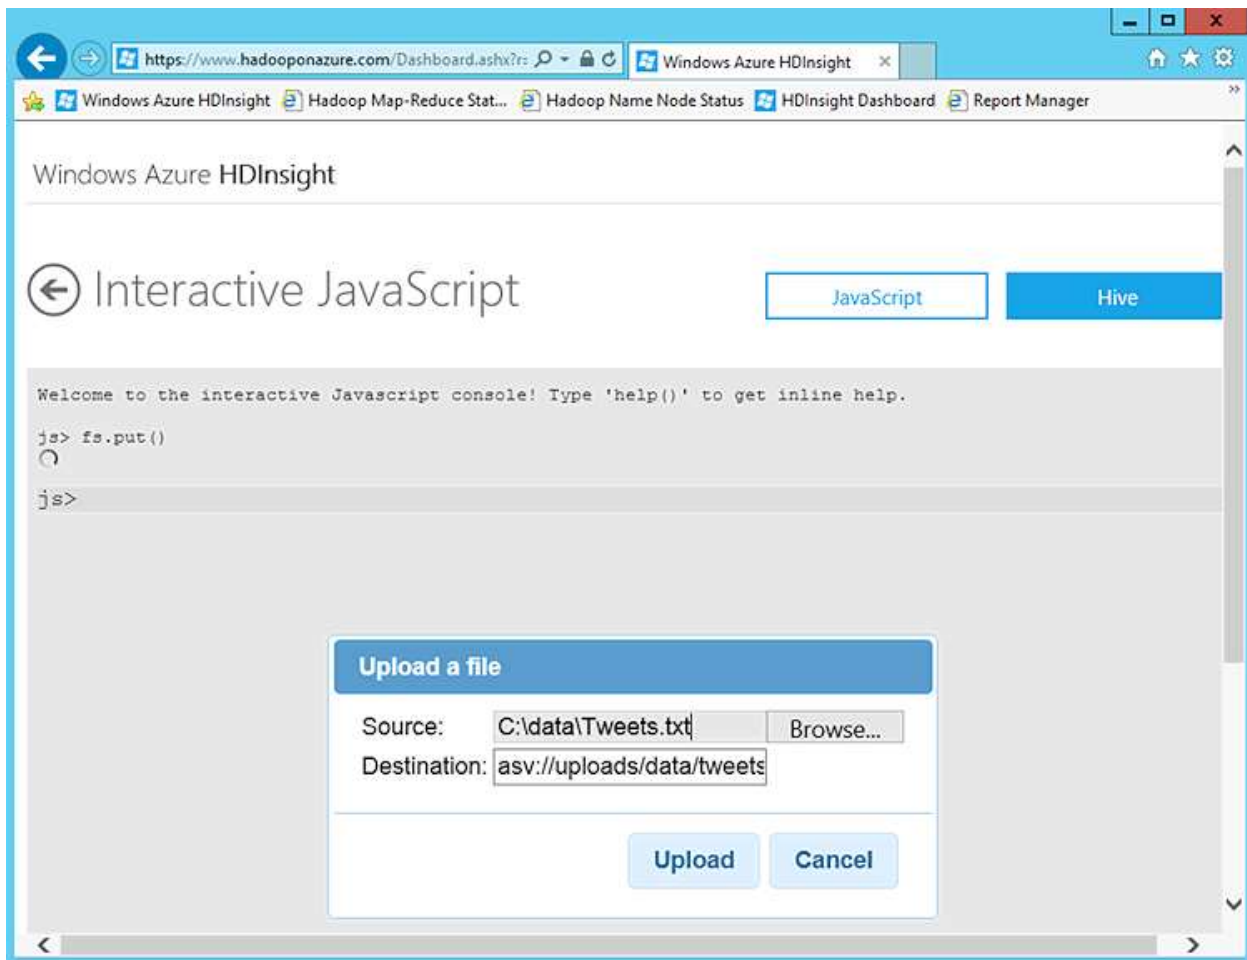 https://www.hadooponazure.com/Dashboard.ashx?r:
Windows Azure HDInsight
Windows Azure HDInsight
Hadoop Map-Reduce Stat...
Hadoop Name Node Status
HDInsight Dashboard
Report Manager
Windows Azure HDInsight
Interactive JavaScript
JavaScript
Hive
Welcome to the interactive Javascript console! Type 'help()' to get inline help.
js> fs.put()
js>
Upload a file
Source: C:\data\Tweets.txt Browse...
Destination: asv://uploads/data/tweets
Upload Cancel